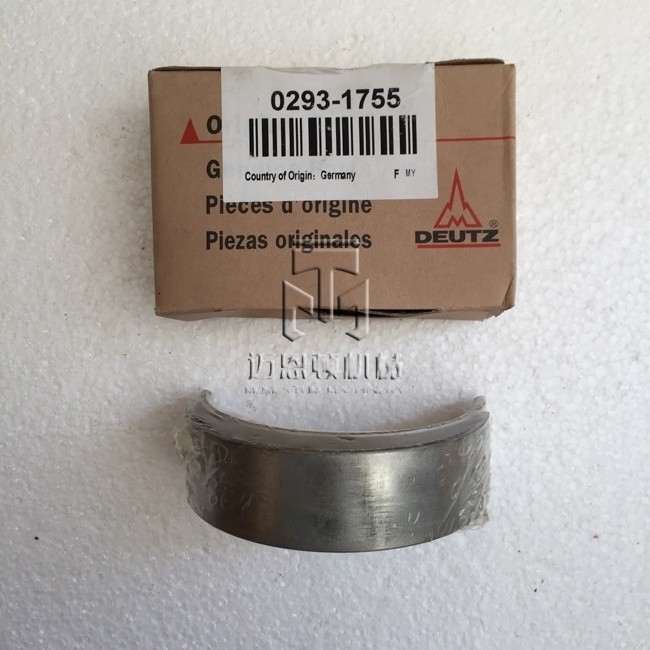 0293-1755
Country of Origin: Germany F MY
O
G
Pièces d'origine
Piezas originales
DEUTZ
®
迈恩联机械